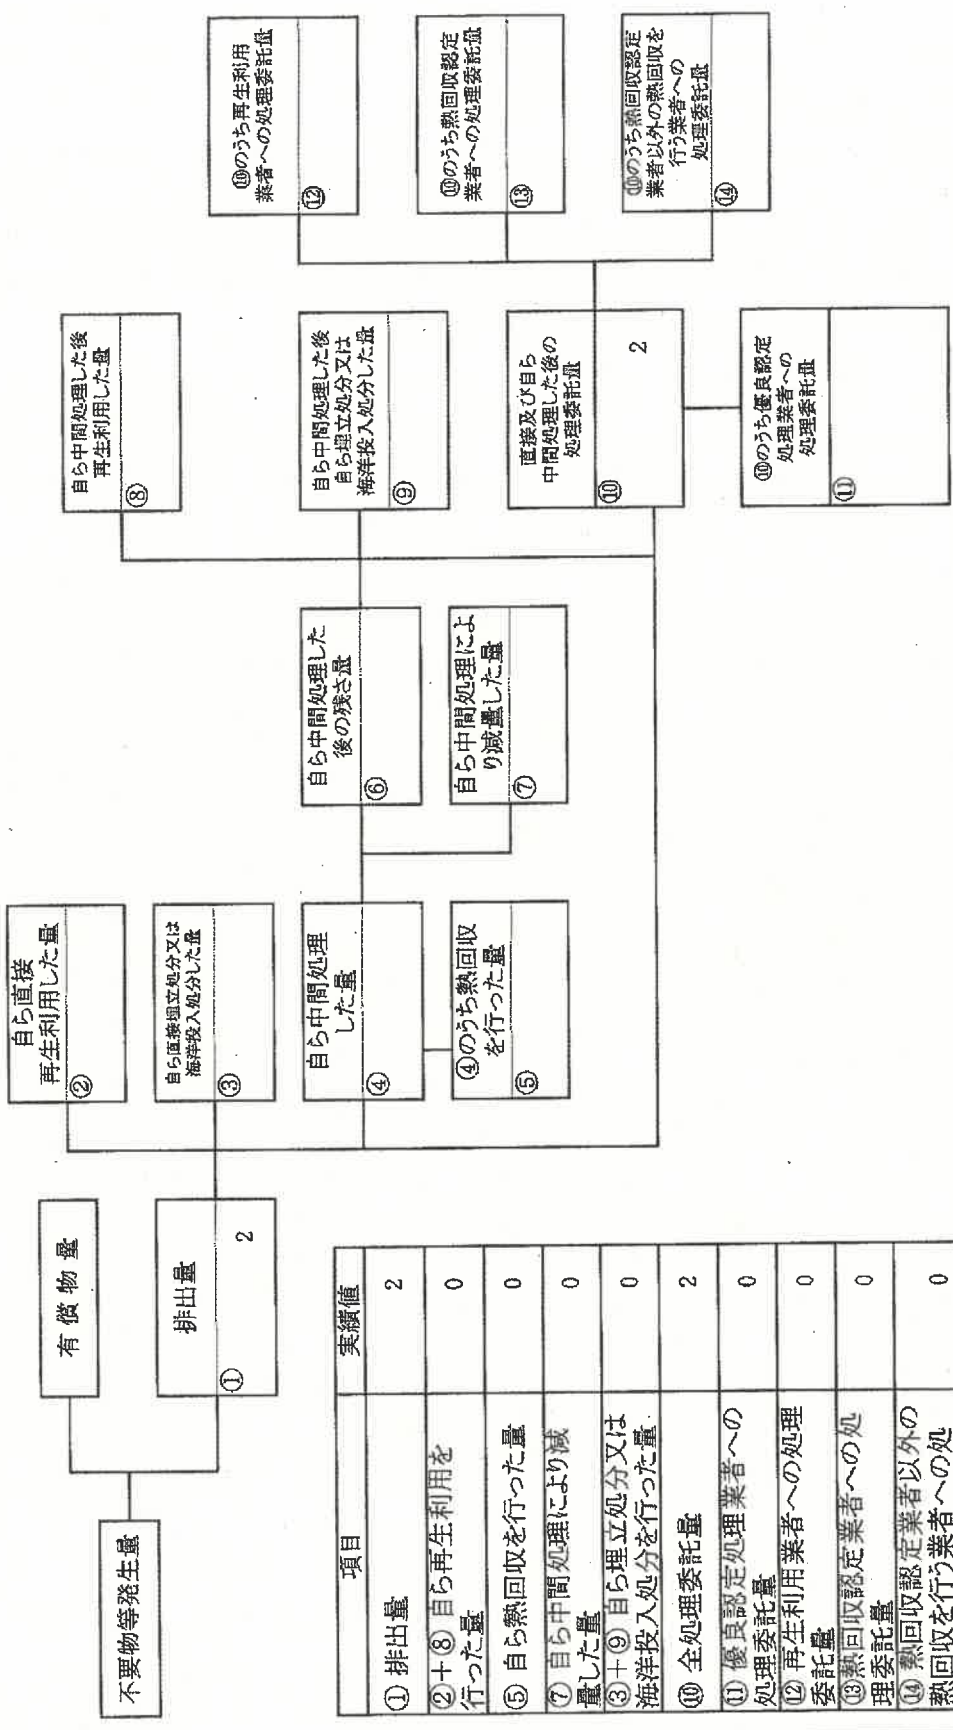 不要物等発生量
有償物量
排出量
①
2
自ら直接
再生利用した量
②
自ら直接埋立処分又は
海洋投入処分した量
③
自ら中間処理
した量
④
④のうち熱回収
を行った量
⑤
自ら中間処理した
後の残さ量
⑥
自ら中間処理によ
り減量した量
⑦
自ら中間処理した後
再生利用した量
⑧
自ら中間処理した後
自ら埋立処分又は
海洋投入処分した量
⑨
直接及び自ら
中間処理した後の
処理委託量
⑩
2
⑩のうち優良認定
処理業者への
処理委託量
⑪
⑩のうち再生利用
業者への処理委託量
⑫
⑩のうち熱回収認定
業者への処理委託量
⑬
⑩のうち熱回収認定
業者以外の熱回収を
行う業者への
処理委託量
⑭
項目 実績値
①排出量 2
②+⑧自ら再生利用を
行った量 0
⑤自ら熱回収を行った量 0
⑦自ら中間処理により減
量した量 0
③+⑨自ら埋立処分又は
海洋投入処分を行った量 0
⑩全処理委託量 2
⑪優良認定処理業者への
処理委託量 0
⑫再生利用業者への処理
委託量 0
⑬熱回収認定業者への処
理委託量 0
⑭熱回収認定業者以外の
熱回収を行う業者への処 0